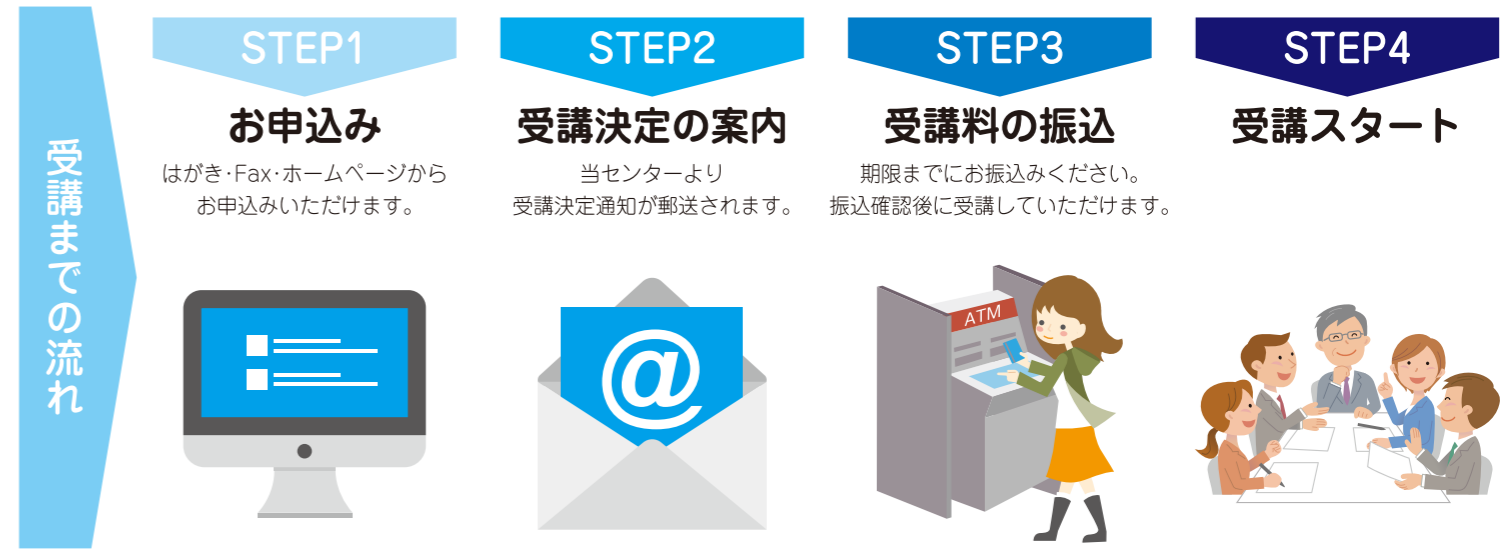 受講までの流れ
STEP1
お申込み
はがき・Fax・ホームページから
お申込みいただけます。
STEP2
受講決定の案内
当センターより
受講決定通知が郵送されます。
@
STEP3
受講料の振込
期限までにお振込みください。
振込確認後に受講していただけます。
ATM
STEP4
受講スタート